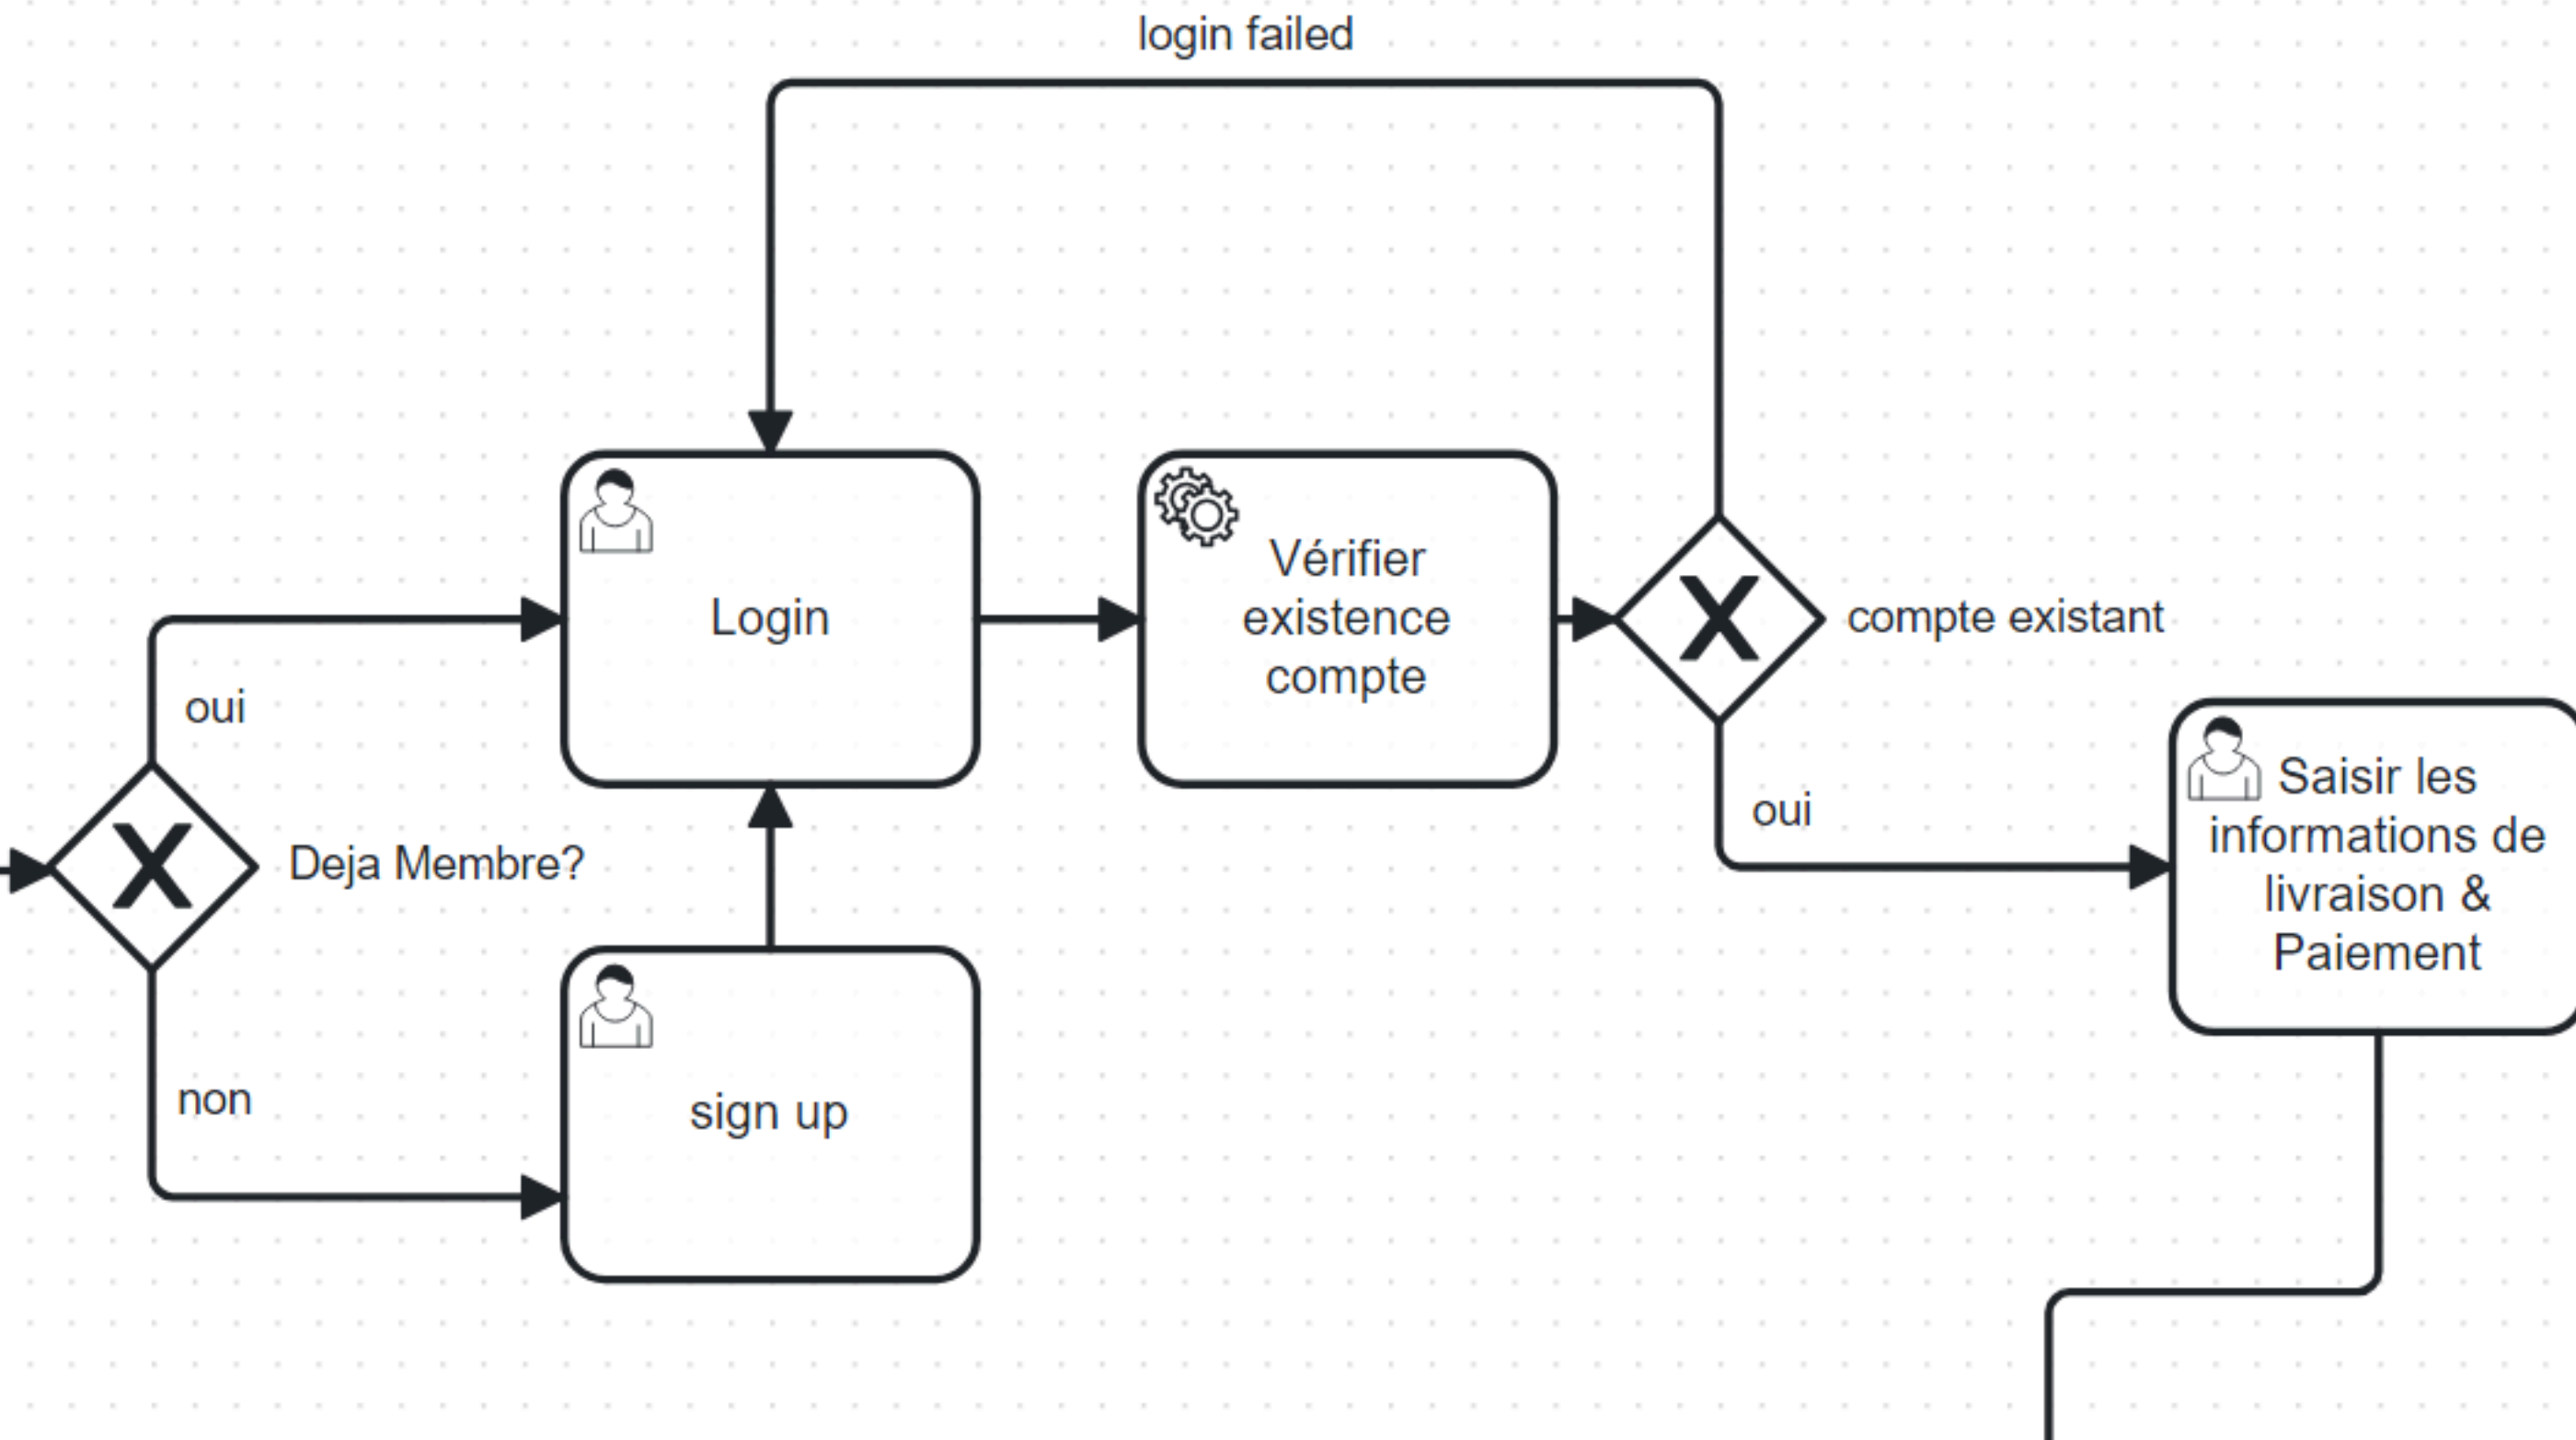 login failed
Login
Vérifier
existence
compte
compte existant
oui
oui
Deja Membre?
Saisir les
informations de
livraison &
Paiement
non
sign up